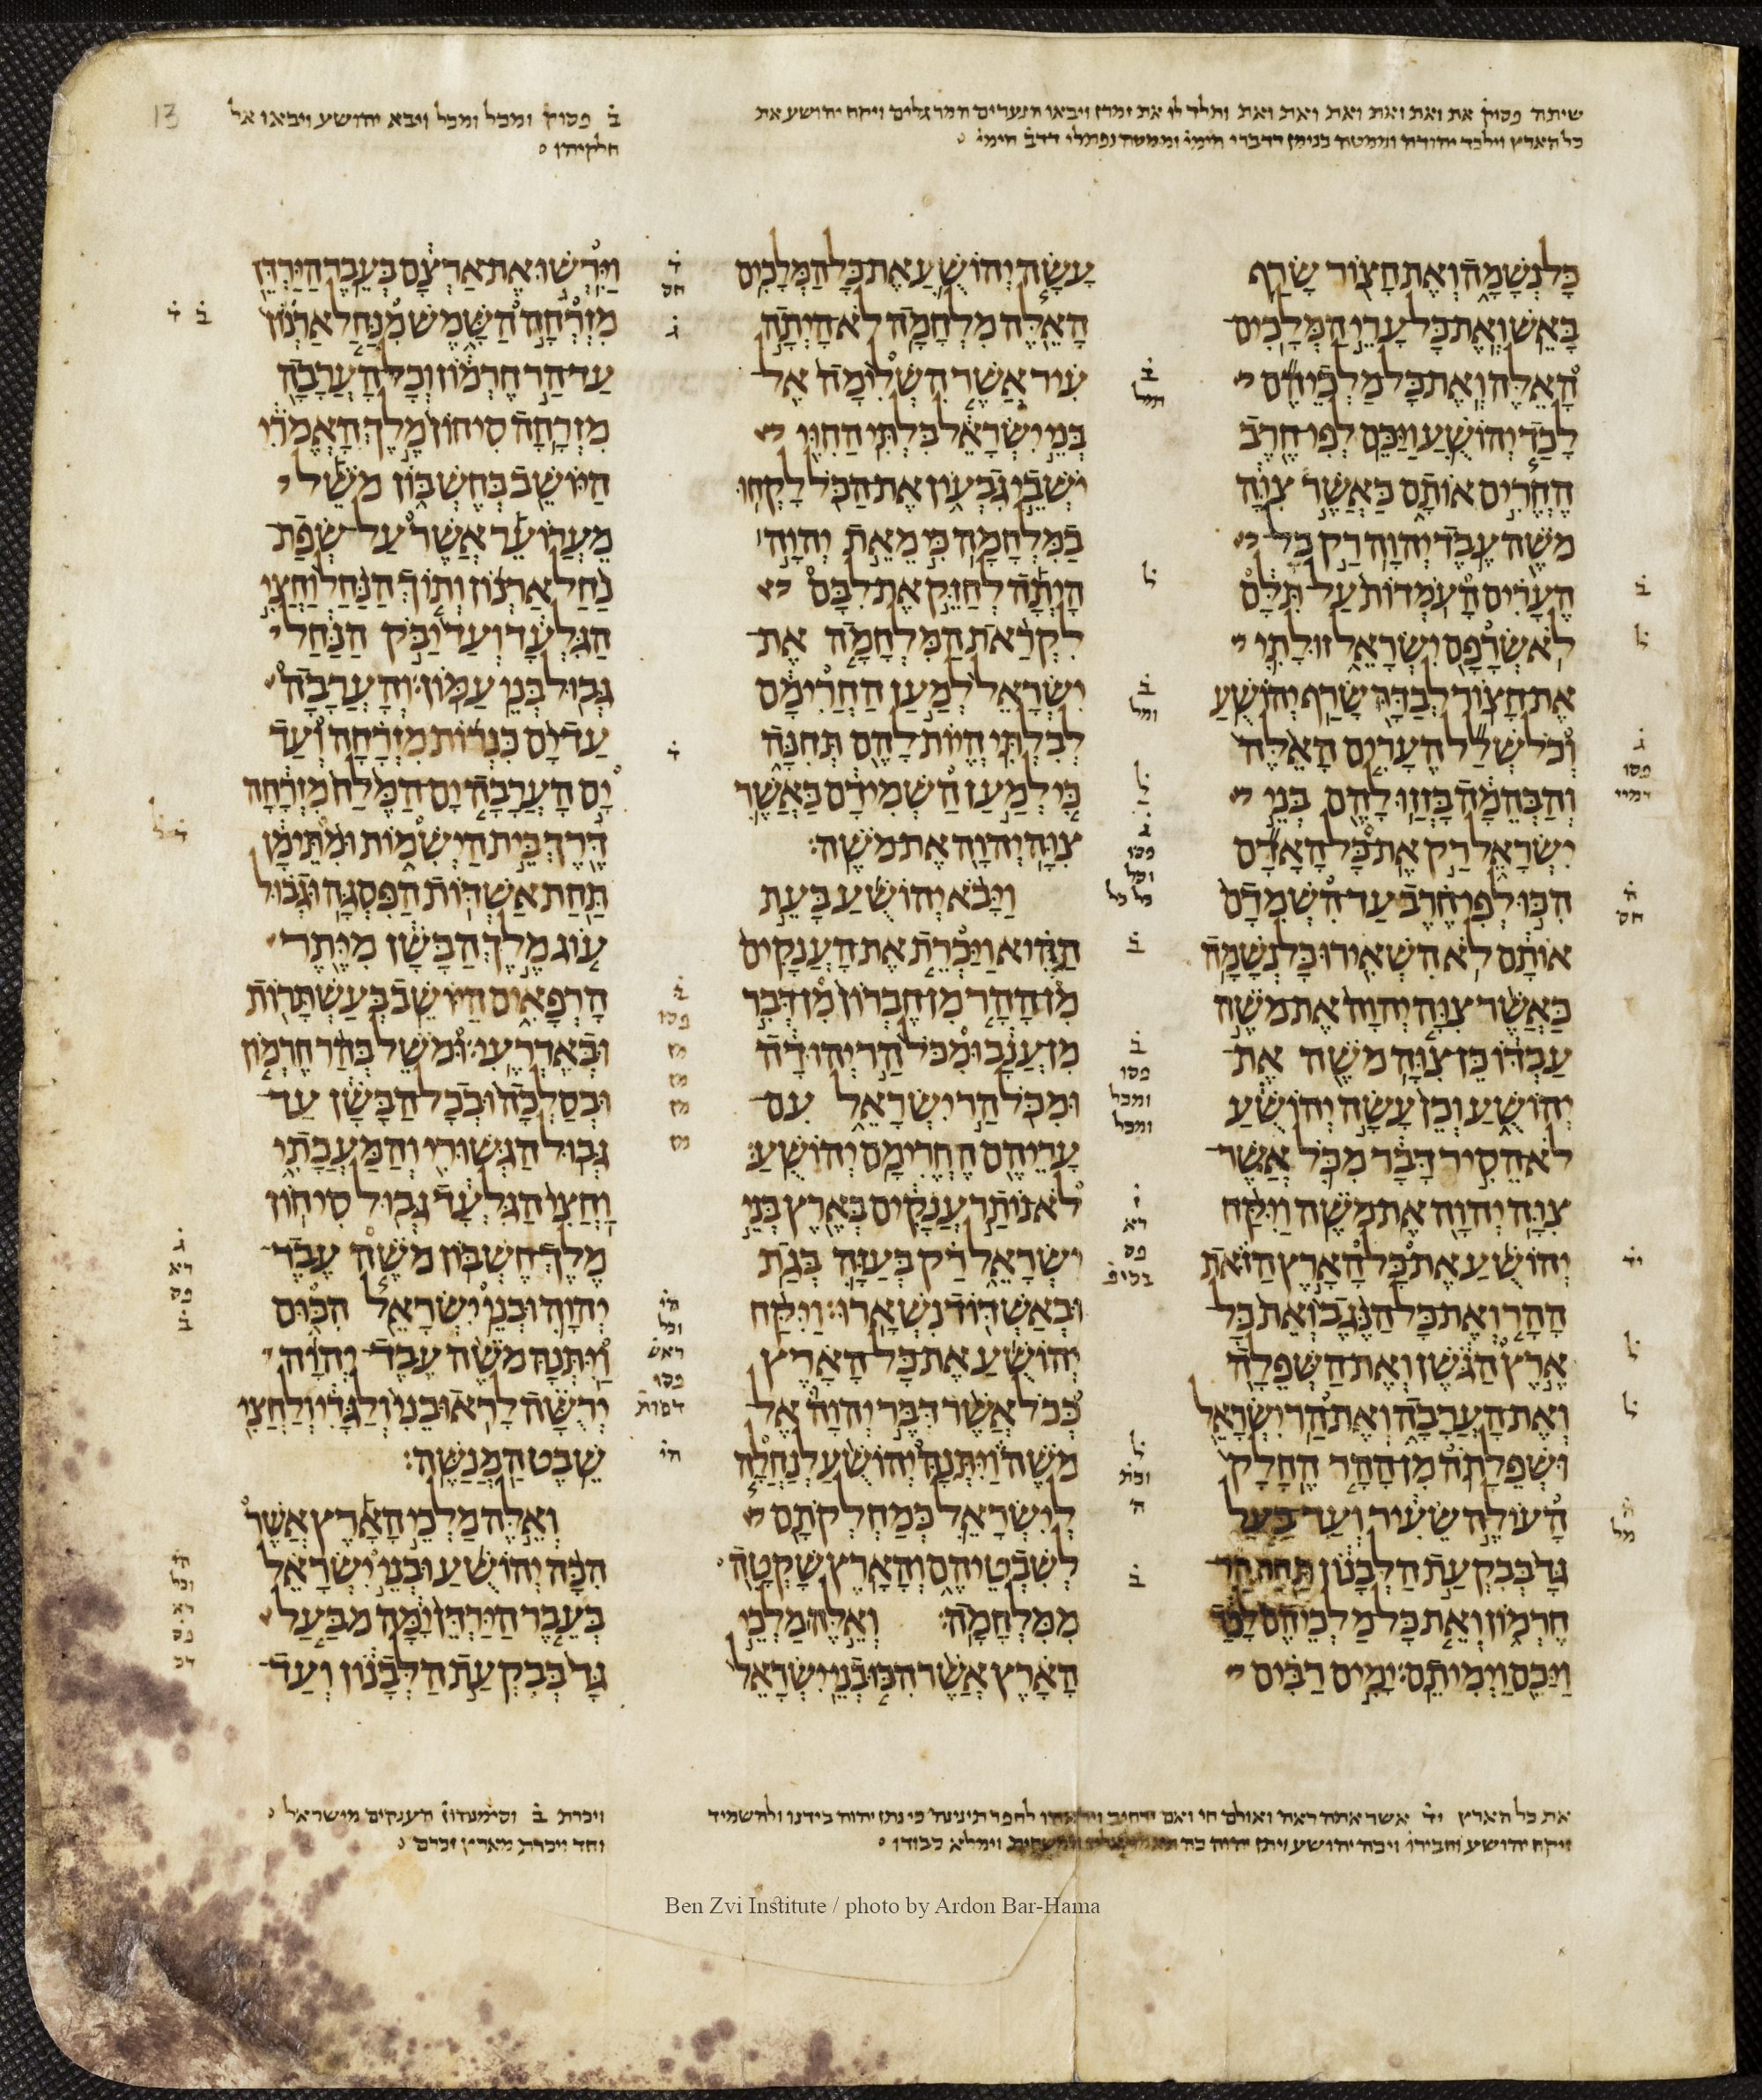 שיתה פסוק את ואת ואת ואת ואת ואת ותלד לו את זמרן ויבאו הנערים המרגלים ויקח יהושע את
כל הארץ וילכד יהודה וממטה בנימן דדברי הימי וממטה נפתלי דדב הימי
ב פסוק ומכל ומכל ויבא יהושע ויבאו אל
חלקיהו
כל נשמה ואת חצור שרף
באש ואת כל ערי המלכים
האלה ואת כל מלכיהם
לכד יהושע ויכם לפי חרב
החרים אותם כאשר צוה
משה עבד יהוה רק כל
הערים העמדות על תלם
לא שרפם ישראל זולתי
את חצור לבדה שרף יהושע
וכל שלל הערים האלה
והבהמה בזזו להם בני
ישראל רק את כל האדם
הכו לפי חרב עד השמדם
אותם לא השאירו כל נשמה
כאשר צוה יהוה את משה
עבדו כן צוה משה את
יהושע וכן עשה יהושע
לא הסיר דבר מכל אשר
צוה יהוה את משה ויקח
יהושע את כל הארץ הזאת
ההר ואת כל הנגב ואת כל
ארץ הגשן ואת השפלה
ואת הערבה ואת הר ישראל
ושפלתה מן ההר החלק
העולה שעיר ועד בעל
גד בבקעת הלבנון תחת הר
חרמון ואת כל מלכיהם לכד
ויכם וימיתם׃ ימים רבים
עשה יהושע את כל המלכים
האלה מלחמה לא היתה
עיר אשר השלימה אל
בני ישראל בלתי החוי
ישבי גבעון את הכל לקחו
במלחמה כי מאת יהוה
היתה לחזק את לבם
לקראת המלחמה את
ישראל למען החרימם
לבלתי היות להם תחנה
כי למען השמידם כאשר
צוה יהוה את משה׃
ויבא יהושע בעת
ההיא ויכרת את הענקים
מן ההר מן חברון מן דבר
מן ענב ומכל הר יהודה
ומכל הר ישראל עם
עריהם החרימם יהושע׃
לא נותר ענקים בארץ בני
ישראל רק בעזה בגת
ובאשדוד נשארו׃ ויקח
יהושע את כל הארץ
ככל אשר דבר יהוה אל
משה ויתנה יהושע לנחלה
לישראל כמחלקתם
לשבטיהם והארץ שקטה
ממלחמה׃ ואלה מלכי
הארץ אשר הכו בני ישראל
וירשו את ארצם בעבר הירדן
מזרחה השמש מנחל ארנון
עד הר חרמון וכל הערבה
מזרחה סיחון מלך האמרי
היושב בחשבון משל
מערוער אשר על שפת
נחל ארנון ותוך הנחל וחצי
הגלעד ועד יבק הנחל
גבול בני עמון׃ והערבה
עד ים כנרות מזרחה ועד
ים הערבה ים המלח מזרחה
דרך בית הישמות ומתימן
תחת אשדות הפסגה וגבול
עוג מלך הבשן מיתר
הרפאים היושב בעשתרות
ובאדרעי׃ ומשל בהר חרמון
ובסלכה ובכל הבשן עד
גבול הגשורי והמעכתי
וחצי הגלעד גבול סיחון
מלך חשבון משה עבד
יהוה ובני ישראל הכום
ויתנה משה עבד יהוה
ירשה לראובני ולגדי ולחצי
שבט המנשה׃
ואלה מלכי הארץ אשר
הכה יהושע ובני ישראל
בעבר הירדן ימה מבעל
גד בבקעת הלבנון ועד
את כל הארץ יד אשר אתה ראה ואולם חי ואם ירחיב לחפר תינינה כי נתן יהוה בידנו ולהשמיד
ויקח יהושע וחבירו ויכה יהושע ויתן יהוה כה וימלא כבודו
ויכרת ב וסימנהון הענקים מישראל
וחד ויכרת מארץ זכרם
13
Ben Zvi Institute / photo by Ardon Bar-Hama